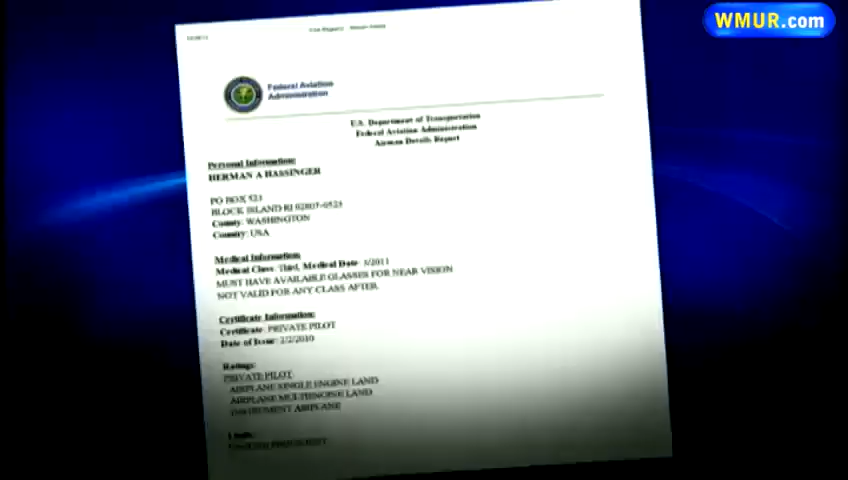 WMUR.com
Federal Aviation
Administration
U.S. Department of Transportation
Federal Aviation Administration
Airmen Details Report
Personal Information:
HERMAN A HASSINGER
PO BOX 523
BLOCK ISLAND RI 02807-0523
County: WASHINGTON
Country: USA
Medical Information:
Medical Class: Third, Medical Date: 3/2011
MUST HAVE AVAILABLE GLASSES FOR NEAR VISION
NOT VALID FOR ANY CLASS AFTER
Certificate Information:
Certificate: PRIVATE PILOT
Date of Issue: 2/2/2010
Ratings:
PRIVATE PILOT
AIRPLANE SINGLE ENGINE LAND
AIRPLANE MULTIENGINE LAND
INSTRUMENT AIRPLANE
Limits:
ENGLISH PROFICIENT